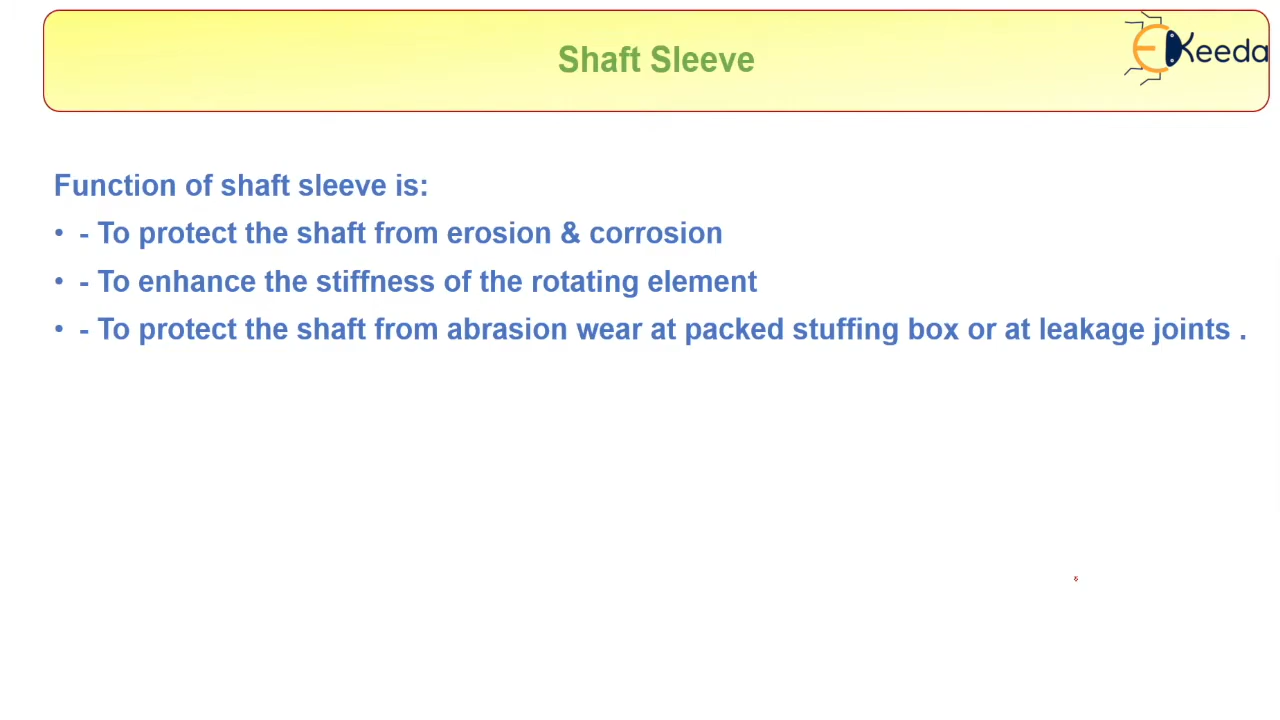 Shaft Sleeve
EKeeda
Function of shaft sleeve is:
• - To protect the shaft from erosion & corrosion
• - To enhance the stiffness of the rotating element
• - To protect the shaft from abrasion wear at packed stuffing box or at leakage joints .